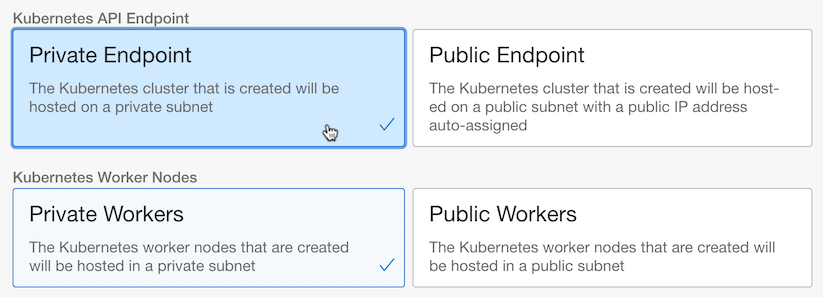 Kubernetes API Endpoint
Private Endpoint
The Kubernetes cluster that is created will be
hosted on a private subnet
Public Endpoint
The Kubernetes cluster that is created will be host-
ed on a public subnet with a public IP address
auto-assigned
Kubernetes Worker Nodes
Private Workers
The Kubernetes worker nodes that are created
will be hosted in a private subnet
Public Workers
The Kubernetes worker nodes that are created will
be hosted in a public subnet